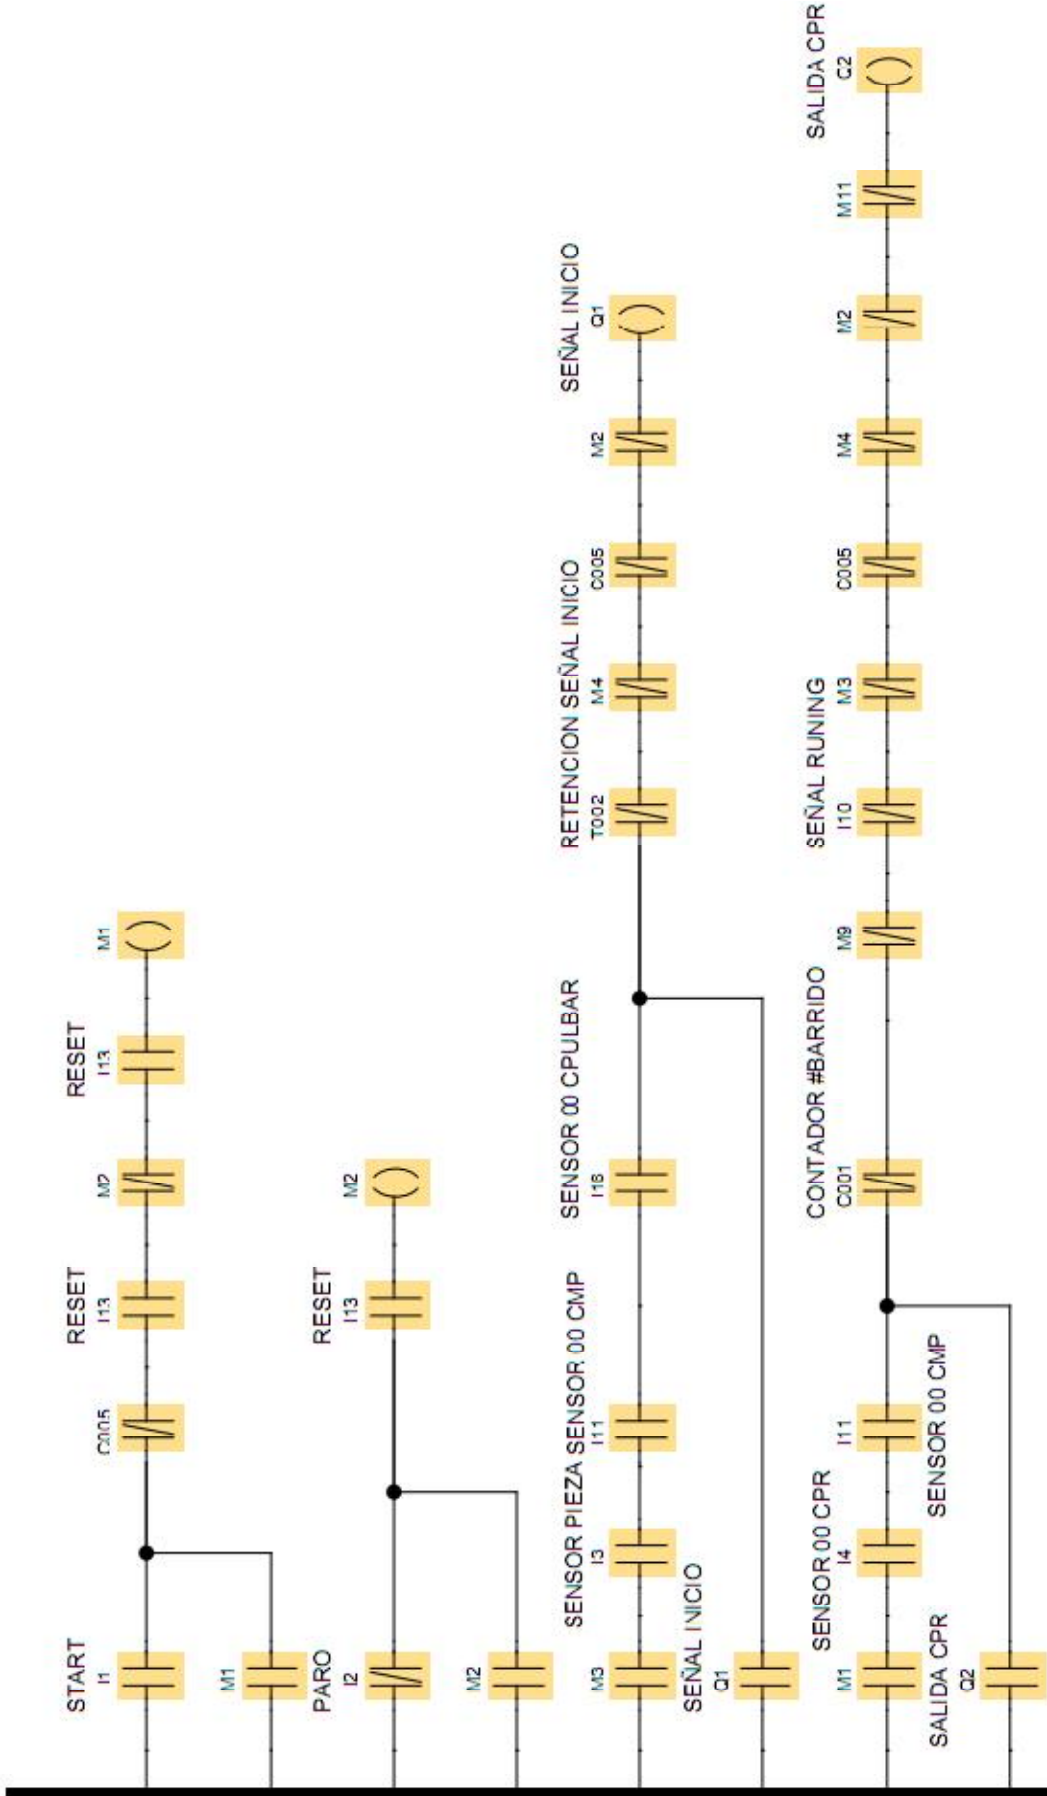 START
I1
C005
RESET
I13
M2
RESET
I13
M1
M1
PARO
I2
RESET
I13
M2
M2
M3
SENSOR PIEZA
I3
SENSOR 00 CMP
I11
SENSOR 00 CPULBAR
I18
RETENCION SEÑAL INICIO
T002
M4
C005
M2
SEÑAL INICIO
Q1
SEÑAL INICIO
Q1
M1
SENSOR 00 CPR
I4
I11
SENSOR 00 CMP
CONTADOR #BARRIDO
C001
M9
SEÑAL RUNING
I10
M3
C005
M4
M2
M11
SALIDA CPR
Q2
SALIDA CPR
Q2